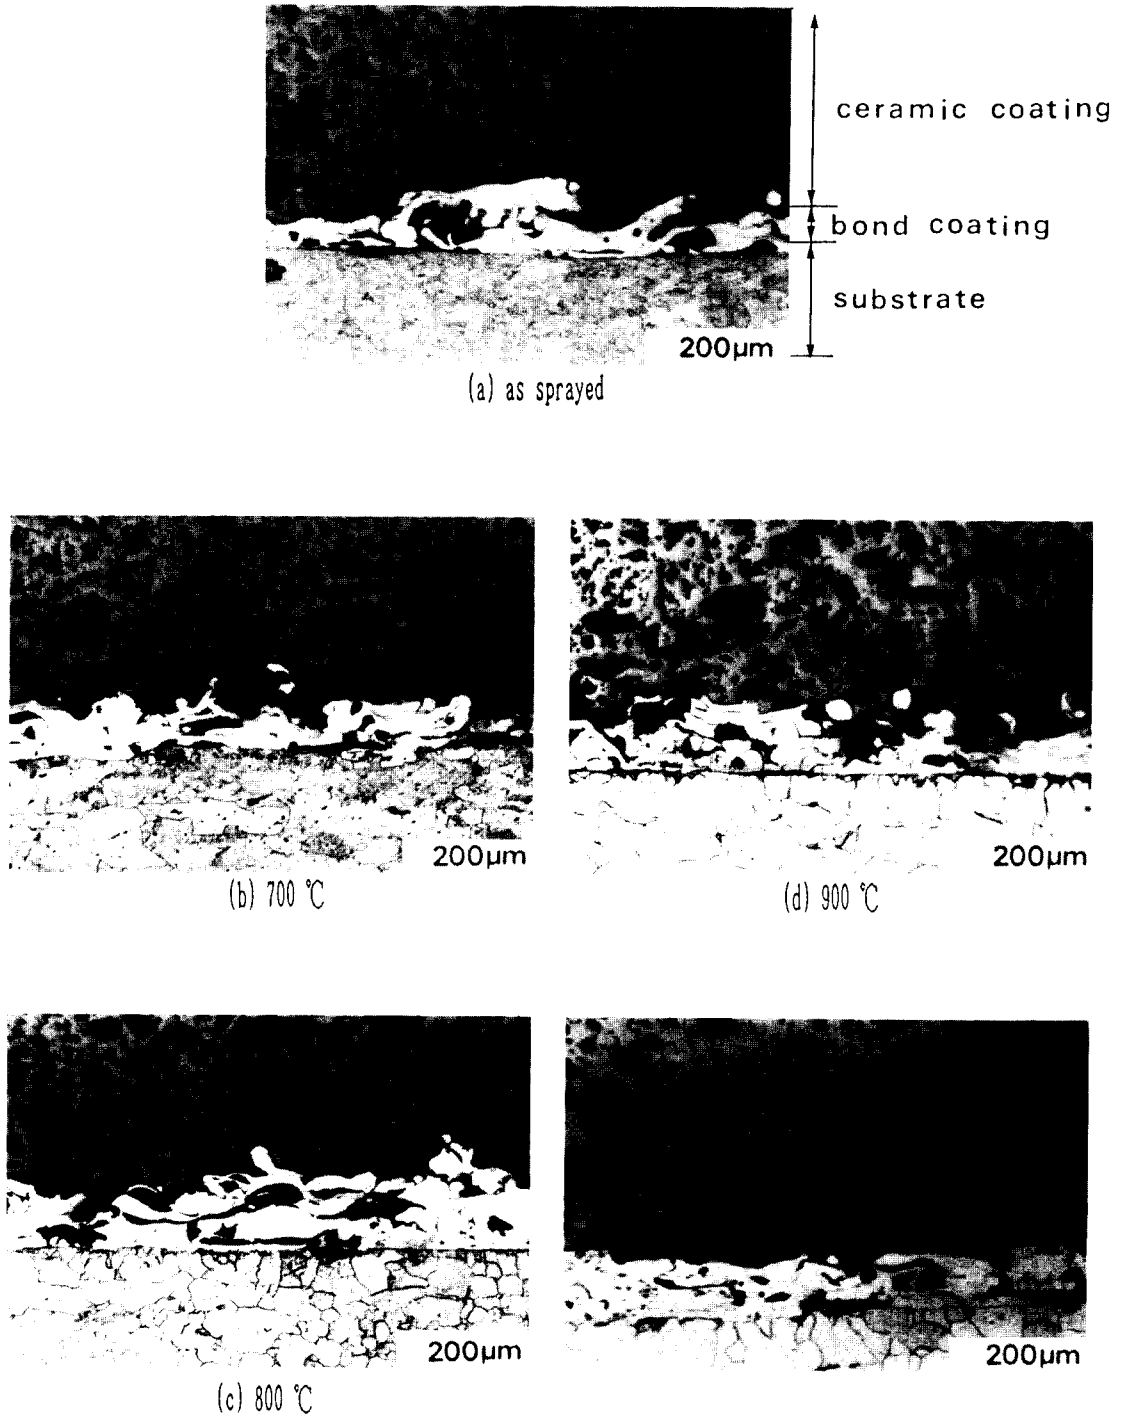 ceramic coating
bond coating
substrate
200μm
(a) as sprayed
200μm
(b) 700 ℃
200μm
(d) 900 ℃
200μm
(c) 800 ℃
200μm